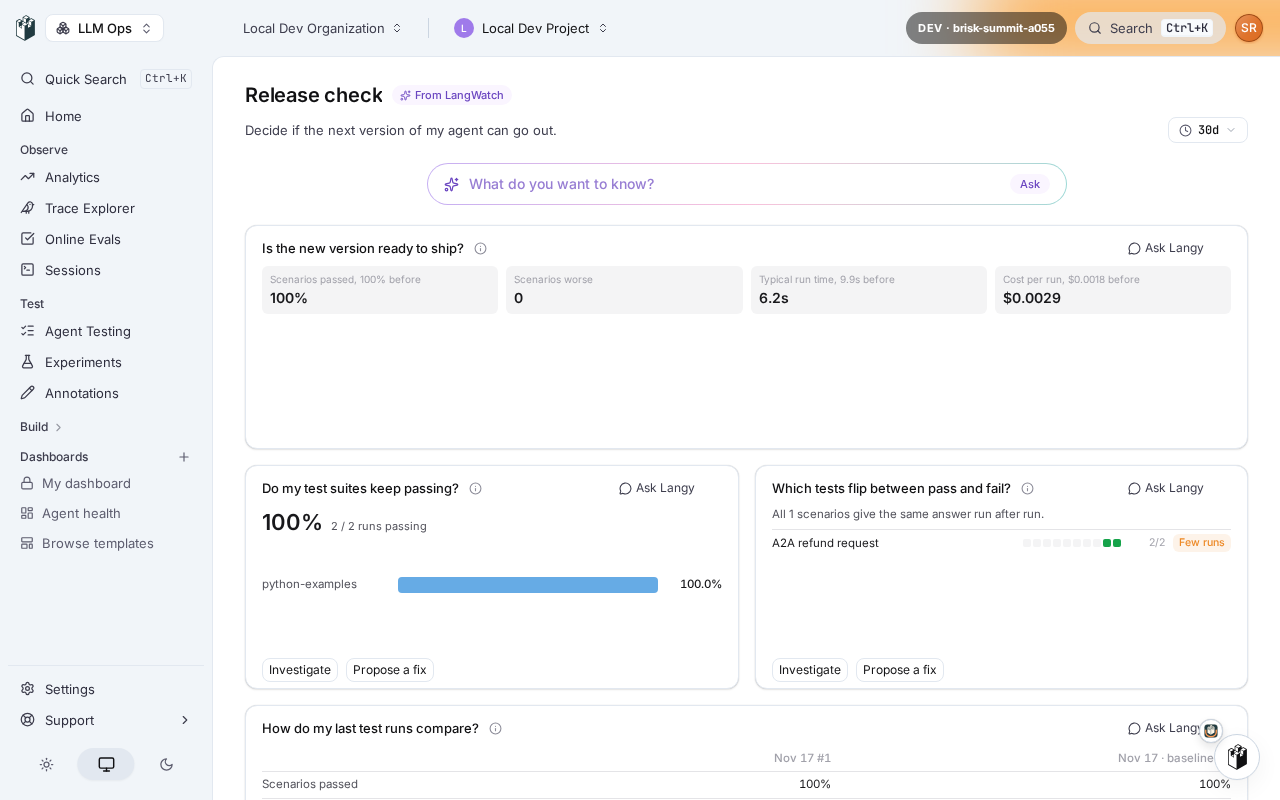 LLM Ops
Local Dev Organization
L
Local Dev Project
DEV · brisk-summit-a055
Search
Ctrl+K
SR
Quick Search
Ctrl+K
Home
Observe
Analytics
Trace Explorer
Online Evals
Sessions
Test
Agent Testing
Experiments
Annotations
Build
Dashboards
My dashboard
Agent health
Browse templates
Settings
Support
Release check
From LangWatch
Decide if the next version of my agent can go out.
30d
What do you want to know?
Ask
Is the new version ready to ship?
Ask Langy
Scenarios passed, 100% before
100%
Scenarios worse
0
Typical run time, 9.9s before
6.2s
Cost per run, $0.0018 before
$0.0029
Do my test suites keep passing?
Ask Langy
100%
2 / 2 runs passing
python-examples
100.0%
Investigate
Propose a fix
Which tests flip between pass and fail?
Ask Langy
All 1 scenarios give the same answer run after run.
A2A refund request
2/2
Few runs
Investigate
Propose a fix
How do my last test runs compare?
Ask Langy
Nov 17 #1
Nov 17 · baseline
Scenarios passed
100%
100%